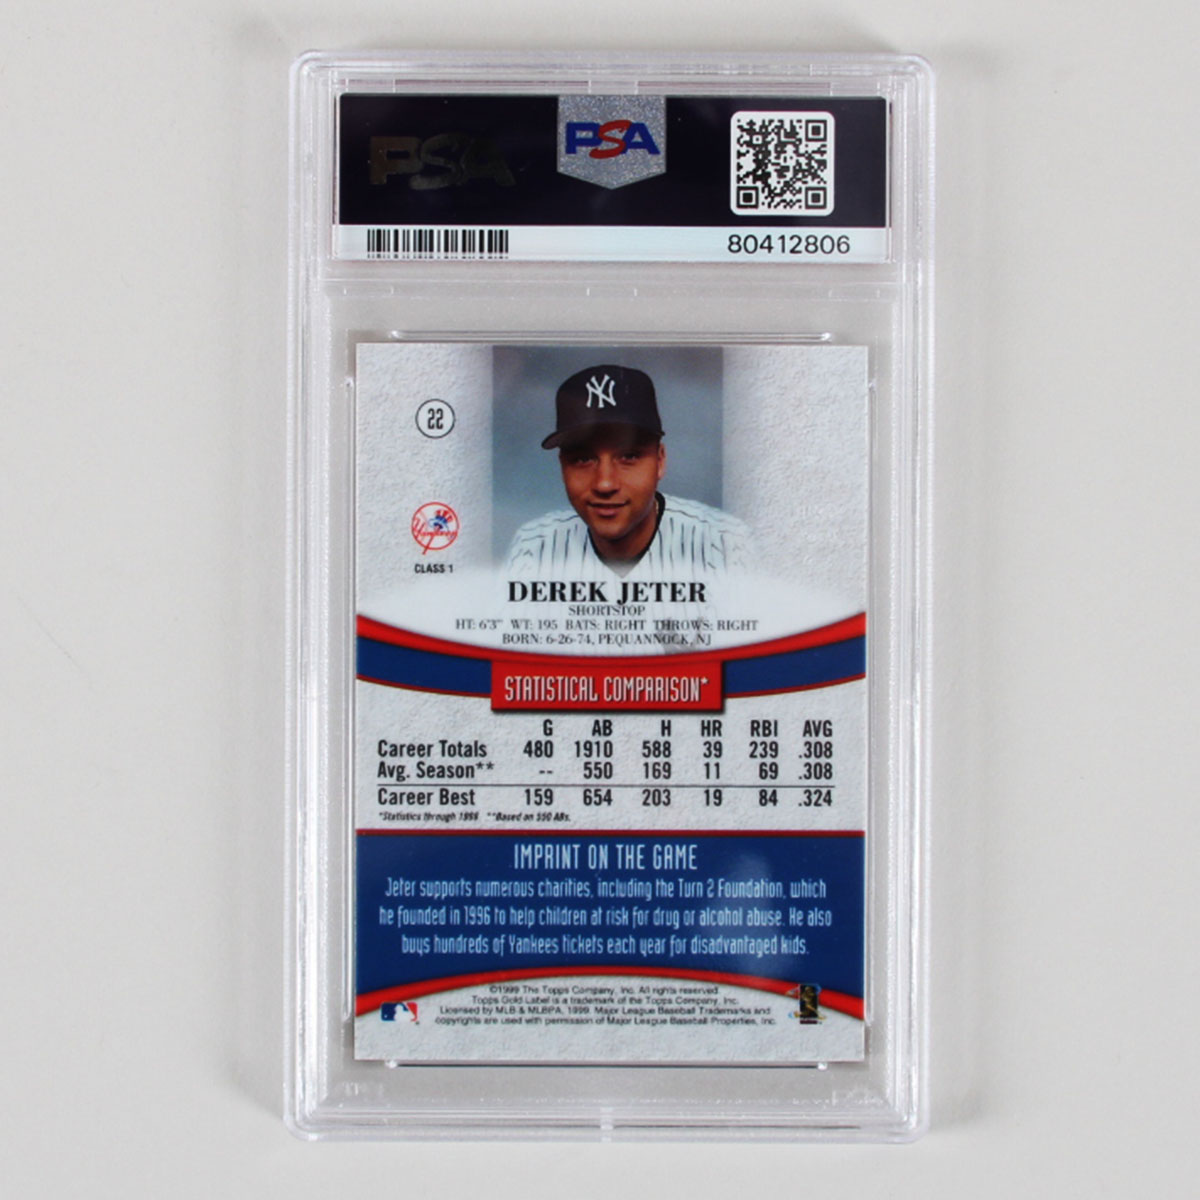 PSA
PSA
80412806
22
NY
Yankees
CLASS 1
DEREK JETER
SHORTSTOP
HT: 6'3" WT: 195 BATS: RIGHT THROWS: RIGHT
BORN: 6-26-74, PEQUANNOCK, NJ
STATISTICAL COMPARISON*
G AB H HR RBI AVG
Career Totals 480 1910 588 39 239 .308
Avg. Season** -- 550 169 11 69 .308
Career Best 159 654 203 19 84 .324
*Statistics through 1998 **Based on 550 ABs.
IMPRINT ON THE GAME
Jeter supports numerous charities, including the Turn 2 Foundation, which
he founded in 1996 to help children at risk for drug or alcohol abuse. He also
buys hundreds of Yankees tickets each year for disadvantaged kids.
©1999 The Topps Company, Inc. All rights reserved.
Topps Gold Label is a trademark of the Topps Company, Inc.
Licensed by MLB & MLBPA, 1999. Major League Baseball Trademarks and
copyrights are used with permission of Major League Baseball Properties, Inc.